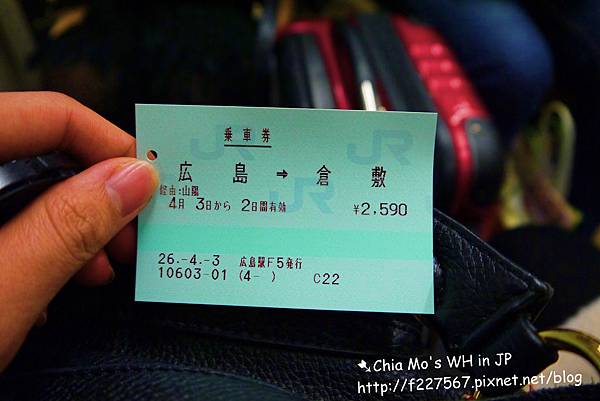 乗車券
広島 → 倉敷
経由:山陽
4月 3日から 2日間有効 ¥2,590
26.-4.-3 広島駅F5発行
10603-01 (4- ) C22
JR JR
JR
Chia Mo's WH in JP
http://f227567.pixnet.net/blog